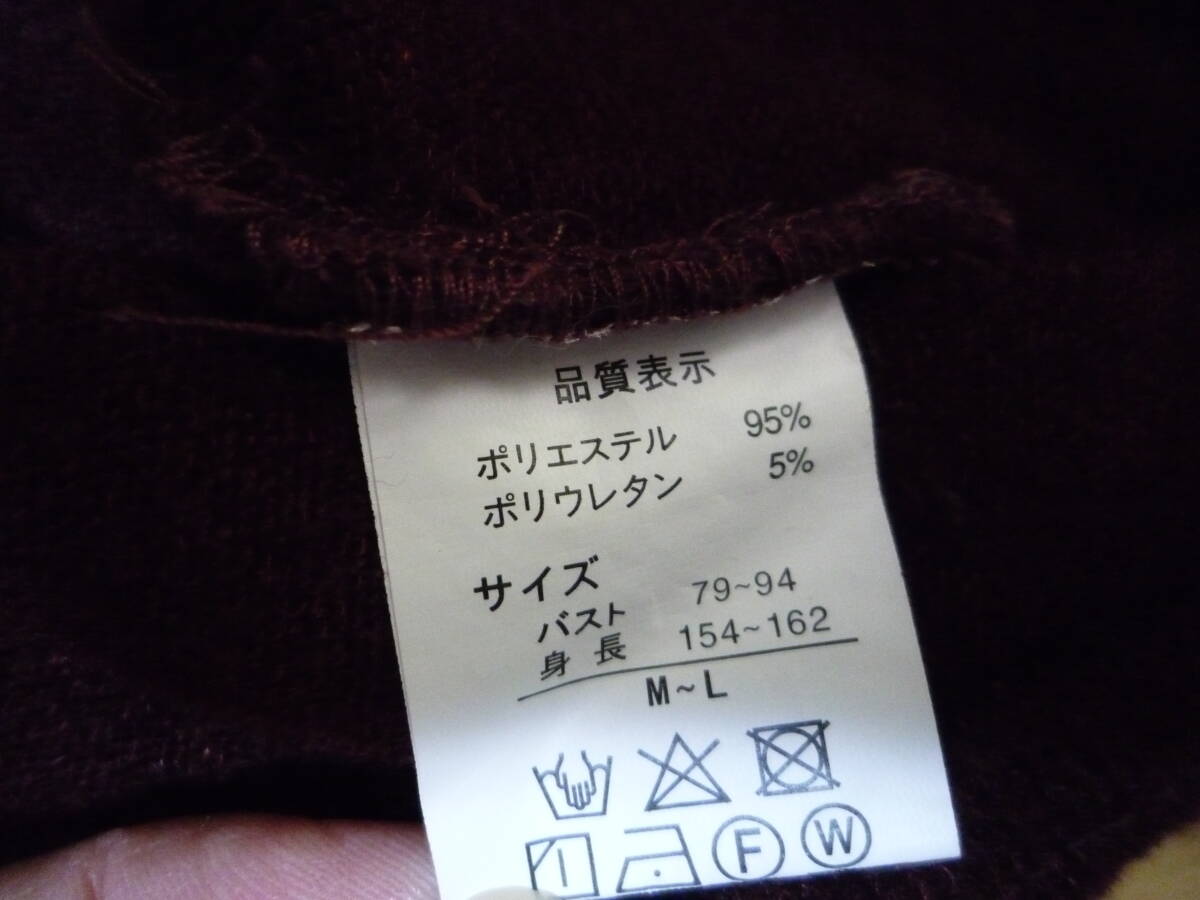 品質表示
ポリエステル 95%
ポリウレタン 5%
サイズ
バスト 79~94
身長 154~162
M~L
F W